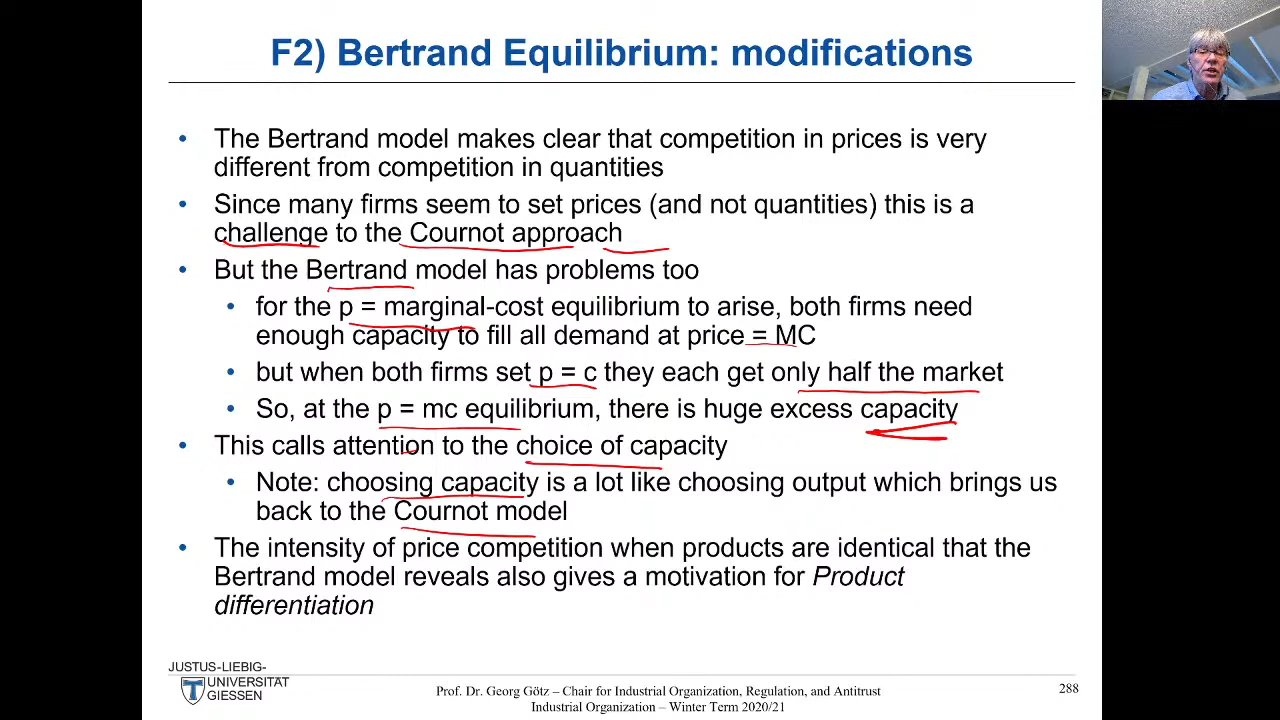 F2) Bertrand Equilibrium: modifications
• The Bertrand model makes clear that competition in prices is very
different from competition in quantities
• Since many firms seem to set prices (and not quantities) this is a
challenge to the Cournot approach
• But the Bertrand model has problems too
• for the p = marginal-cost equilibrium to arise, both firms need
enough capacity to fill all demand at price = MC
• but when both firms set p = c they each get only half the market
• So, at the p = mc equilibrium, there is huge excess capacity
• This calls attention to the choice of capacity
• Note: choosing capacity is a lot like choosing output which brings us
back to the Cournot model
• The intensity of price competition when products are identical that the
Bertrand model reveals also gives a motivation for Product
differentiation
JUSTUS-LIEBIG-
UNIVERSITÄT
GIESSEN
Prof. Dr. Georg Götz – Chair for Industrial Organization, Regulation, and Antitrust
Industrial Organization – Winter Term 2020/21
288